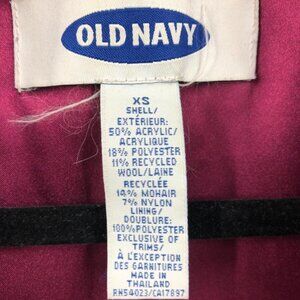 OLD NAVY
XS
SHELL/
EXTÉRIEUR:
50% ACRYLIC/
ACRYLIQUE
18% POLYESTER
11% RECYCLED
WOOL/LAINE
RECYCLÉE
14% MOHAIR
7% NYLON
LINING/
DOUBLURE:
100%POLYESTER
EXCLUSIVE OF
TRIMS/
À L'EXCEPTION
DES GARNITURES
MADE IN
THAILAND
RN54023/CA17897